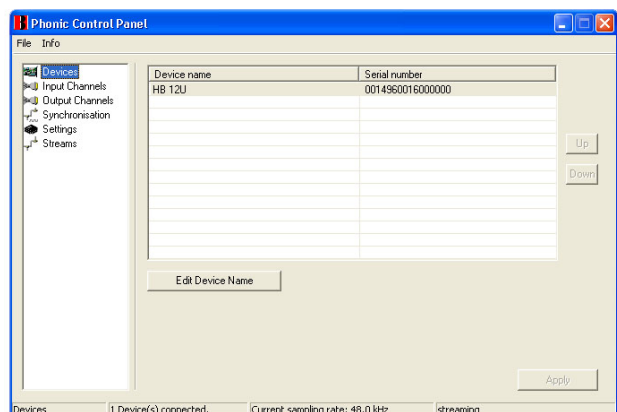 Phonic Control Panel
File Info
Devices
Input Channels
Output Channels
Synchronisation
Settings
Streams
Device name Serial number
HB 12U 0014960016000000
Up
Down
Edit Device Name
Apply
Devices 1 Device(s) connected. Current sampling rate: 48.0 kHz streaming